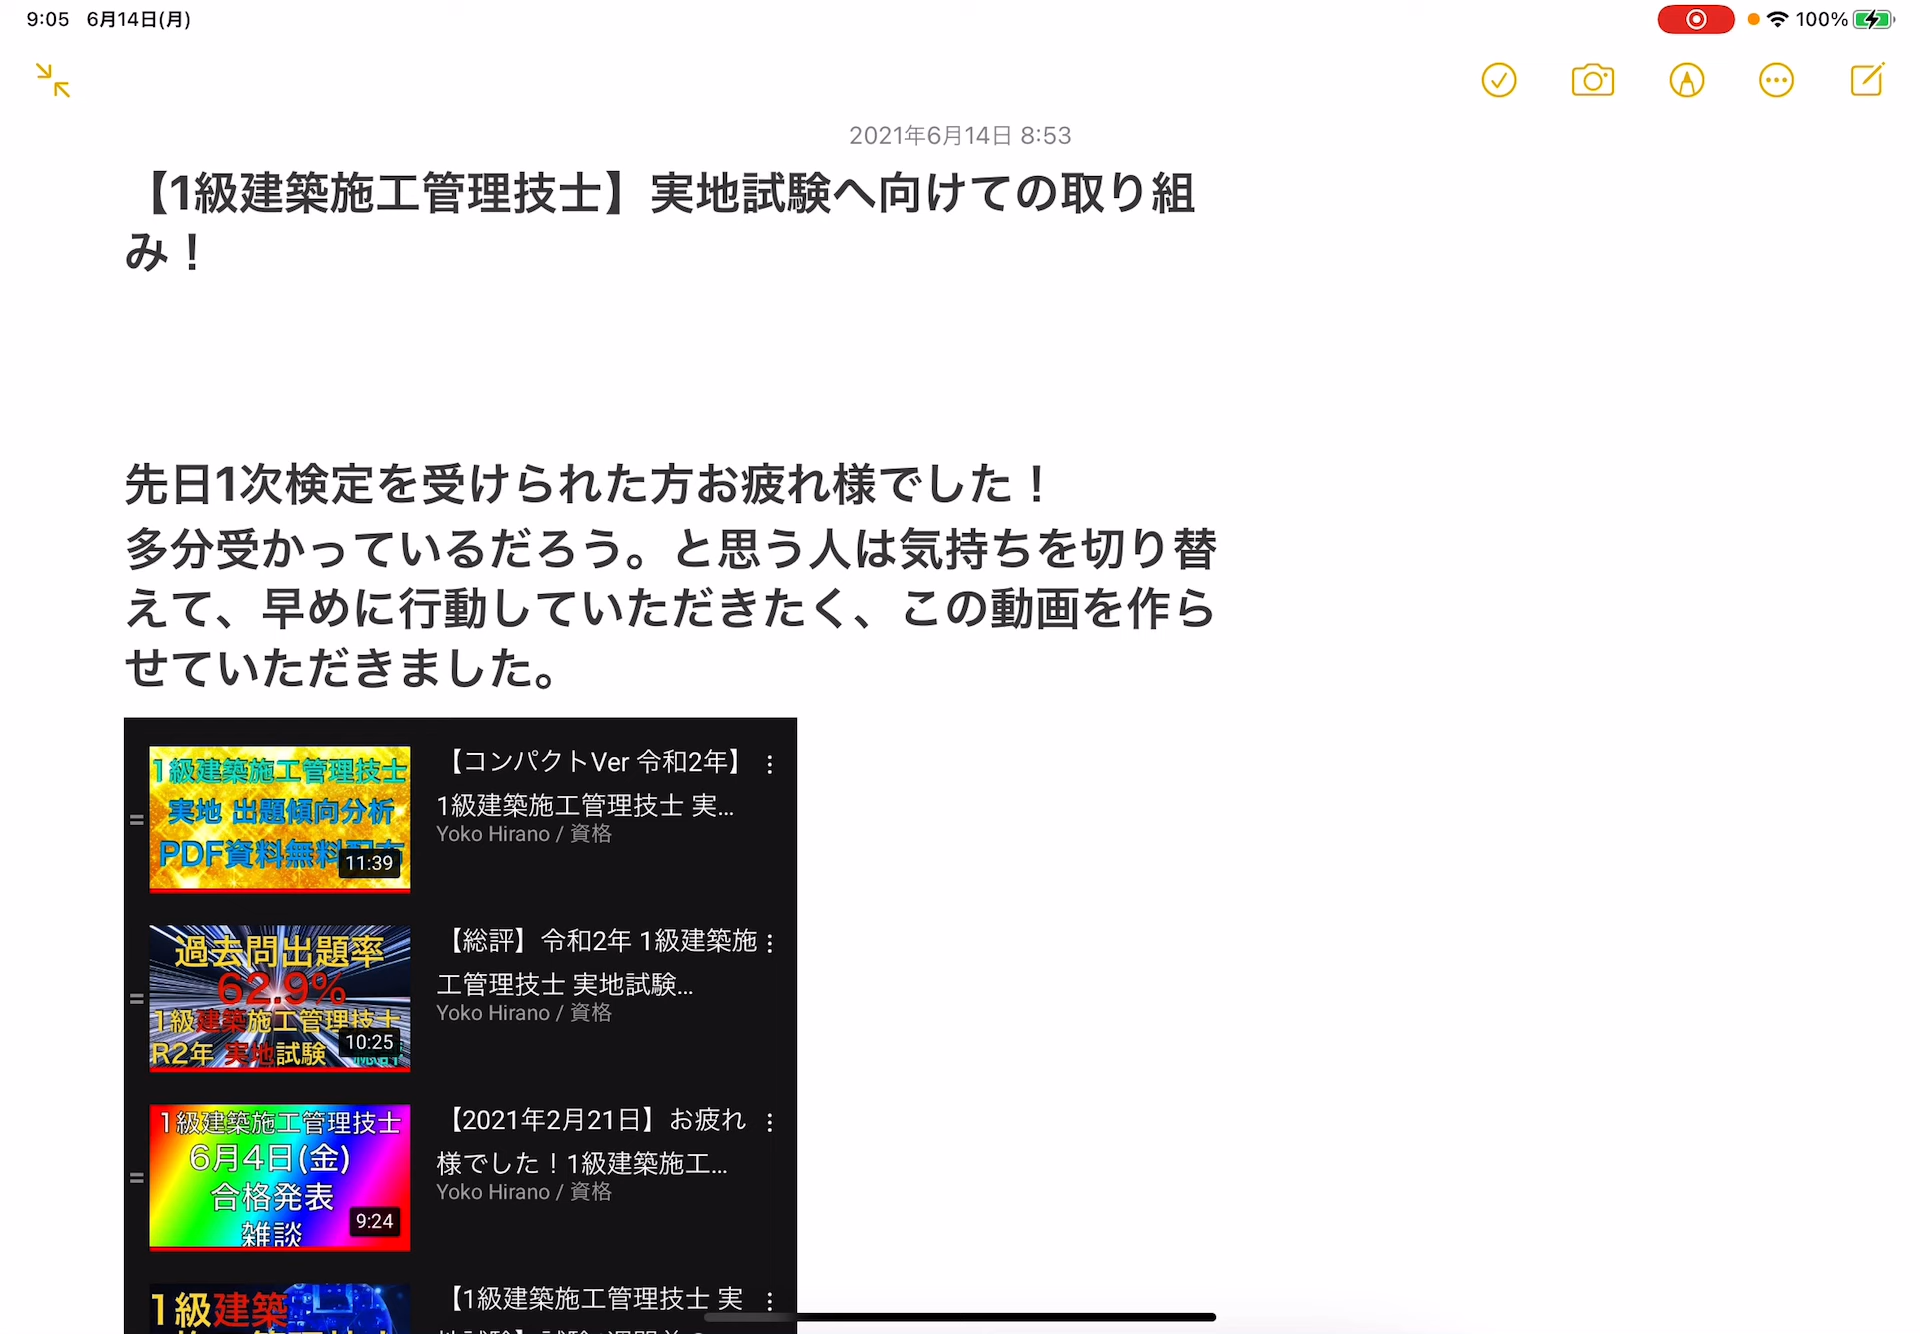 9:05 6月14日(月)
100%
2021年6月14日 8:53
【1級建築施工管理技士】実地試験へ向けての取り組
み！
先日1次検定を受けられた方お疲れ様でした！
多分受かっているだろう。と思う人は気持ちを切り替
えて、早めに行動していただきたく、この動画を作ら
せていただきました。
1級建築施工管理技士
実地 出題傾向分析
PDF資料無料配布
11:39
【コンパクトVer 令和2年】
1級建築施工管理技士 実...
Yoko Hirano / 資格
過去問出題率
62.9%
1級建築施工管理技士
R2年 実地試験 総評
10:25
【総評】令和2年 1級建築施
工管理技士 実地試験...
Yoko Hirano / 資格
1級建築施工管理技士
6月4日(金)
合格発表
雑談
9:24
【2021年2月21日】お疲れ
様でした！1級建築施工...
Yoko Hirano / 資格
1級建築
【1級建築施工管理技士 実